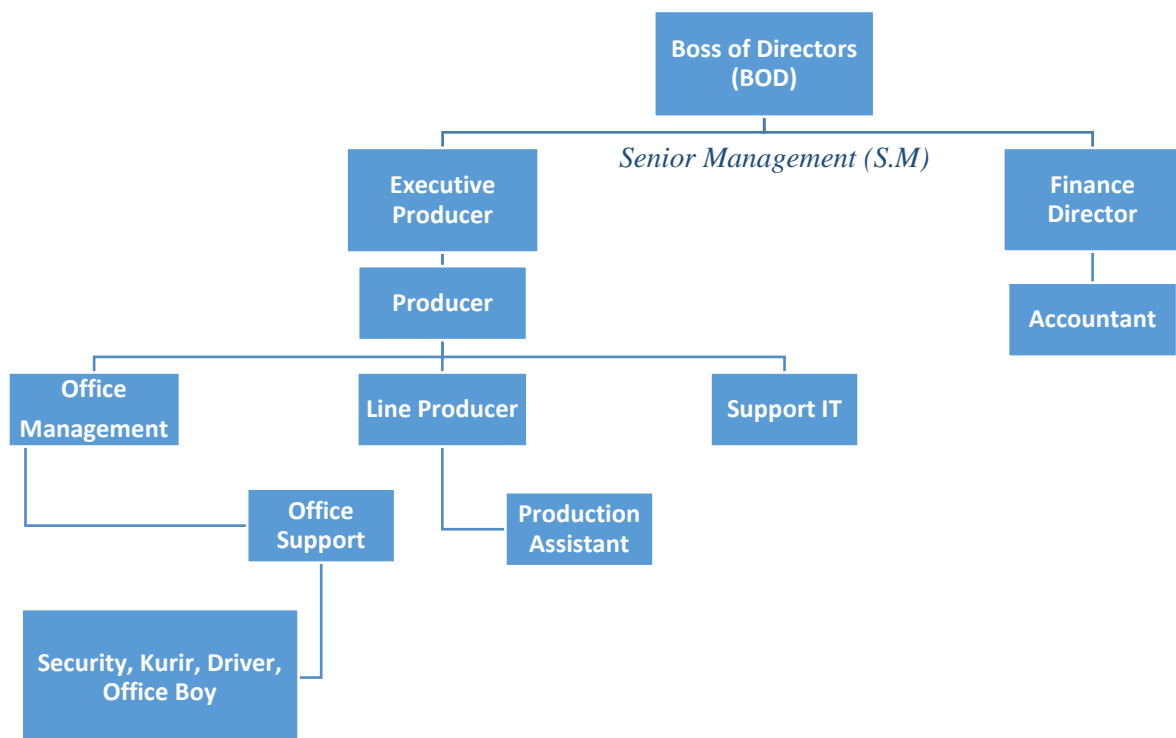 Boss of Directors
(BOD)
Senior Management (S.M)
Executive
Producer
Finance
Director
Producer
Accountant
Office
Management
Line Producer
Support IT
Office
Support
Production
Assistant
Security, Kurir, Driver,
Office Boy